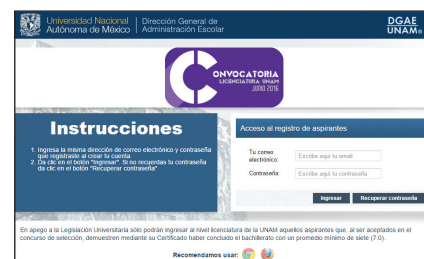 Universidad Nacional
Autónoma de México
Dirección General de
Administración Escolar
DGAE
UNAM®
CONVOCATORIA
LICENCIATURA UNAM
JUNIO 2016
Instrucciones
1. Ingresa la misma dirección de correo electrónico y contraseña
que registraste al crear tu cuenta.
2. Da clic en el botón "Ingresar". Si no recuerdas tu contraseña
da clic en el botón "Recuperar contraseña"
Acceso al registro de aspirantes
Tu correo
electrónico:
Escribe aquí tu email
Contraseña:
Escribe aquí tu contraseña
Ingresar
Recuperar contraseña
En apego a la Legislación Universitaria sólo podrán ingresar al nivel licenciatura de la UNAM aquellos aspirantes que, al ser aceptados en el
concurso de selección, demuestren mediante su Certificado haber concluido el bachillerato con un promedio mínimo de siete (7.0).
Recomendamos usar: